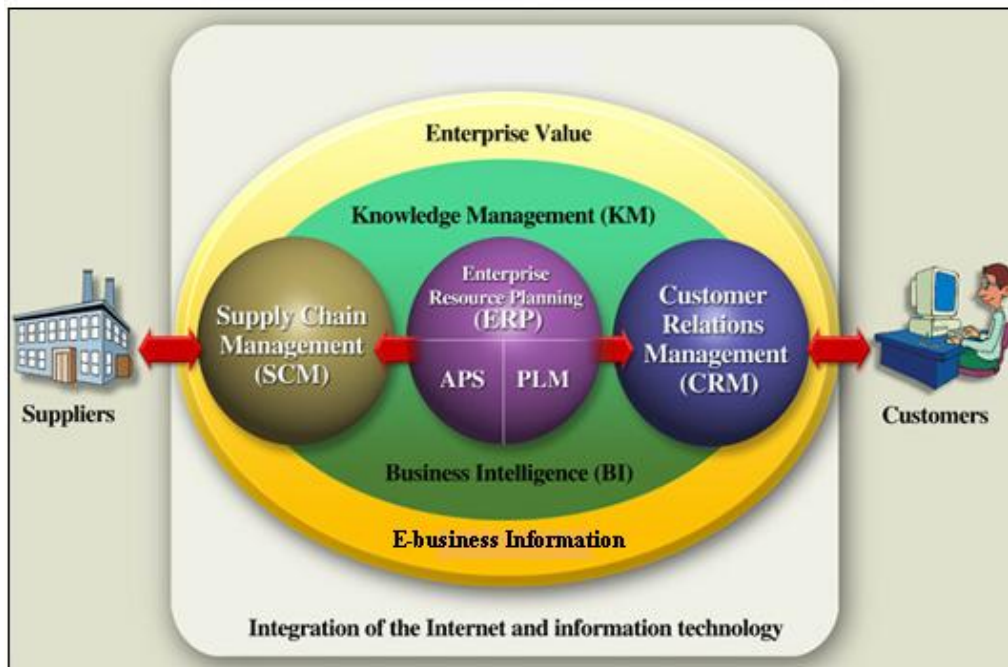 Enterprise Value
Knowledge Management (KM)
Supply Chain
Management
(SCM)
Enterprise
Resource Planning
(ERP)
APS
PLM
Customer
Relations
Management
(CRM)
Suppliers
Customers
Business Intelligence (BI)
E-business Information
Integration of the Internet and information technology